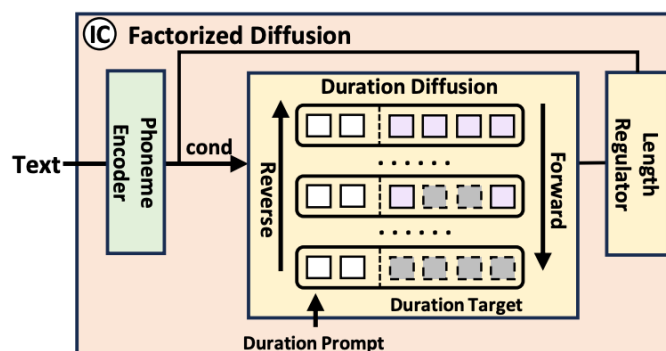 IC Factorized Diffusion
Text
Phoneme
Encoder
cond
Duration Diffusion
Reverse
Forward
......
......
Duration Target
Duration Prompt
Length
Regulator